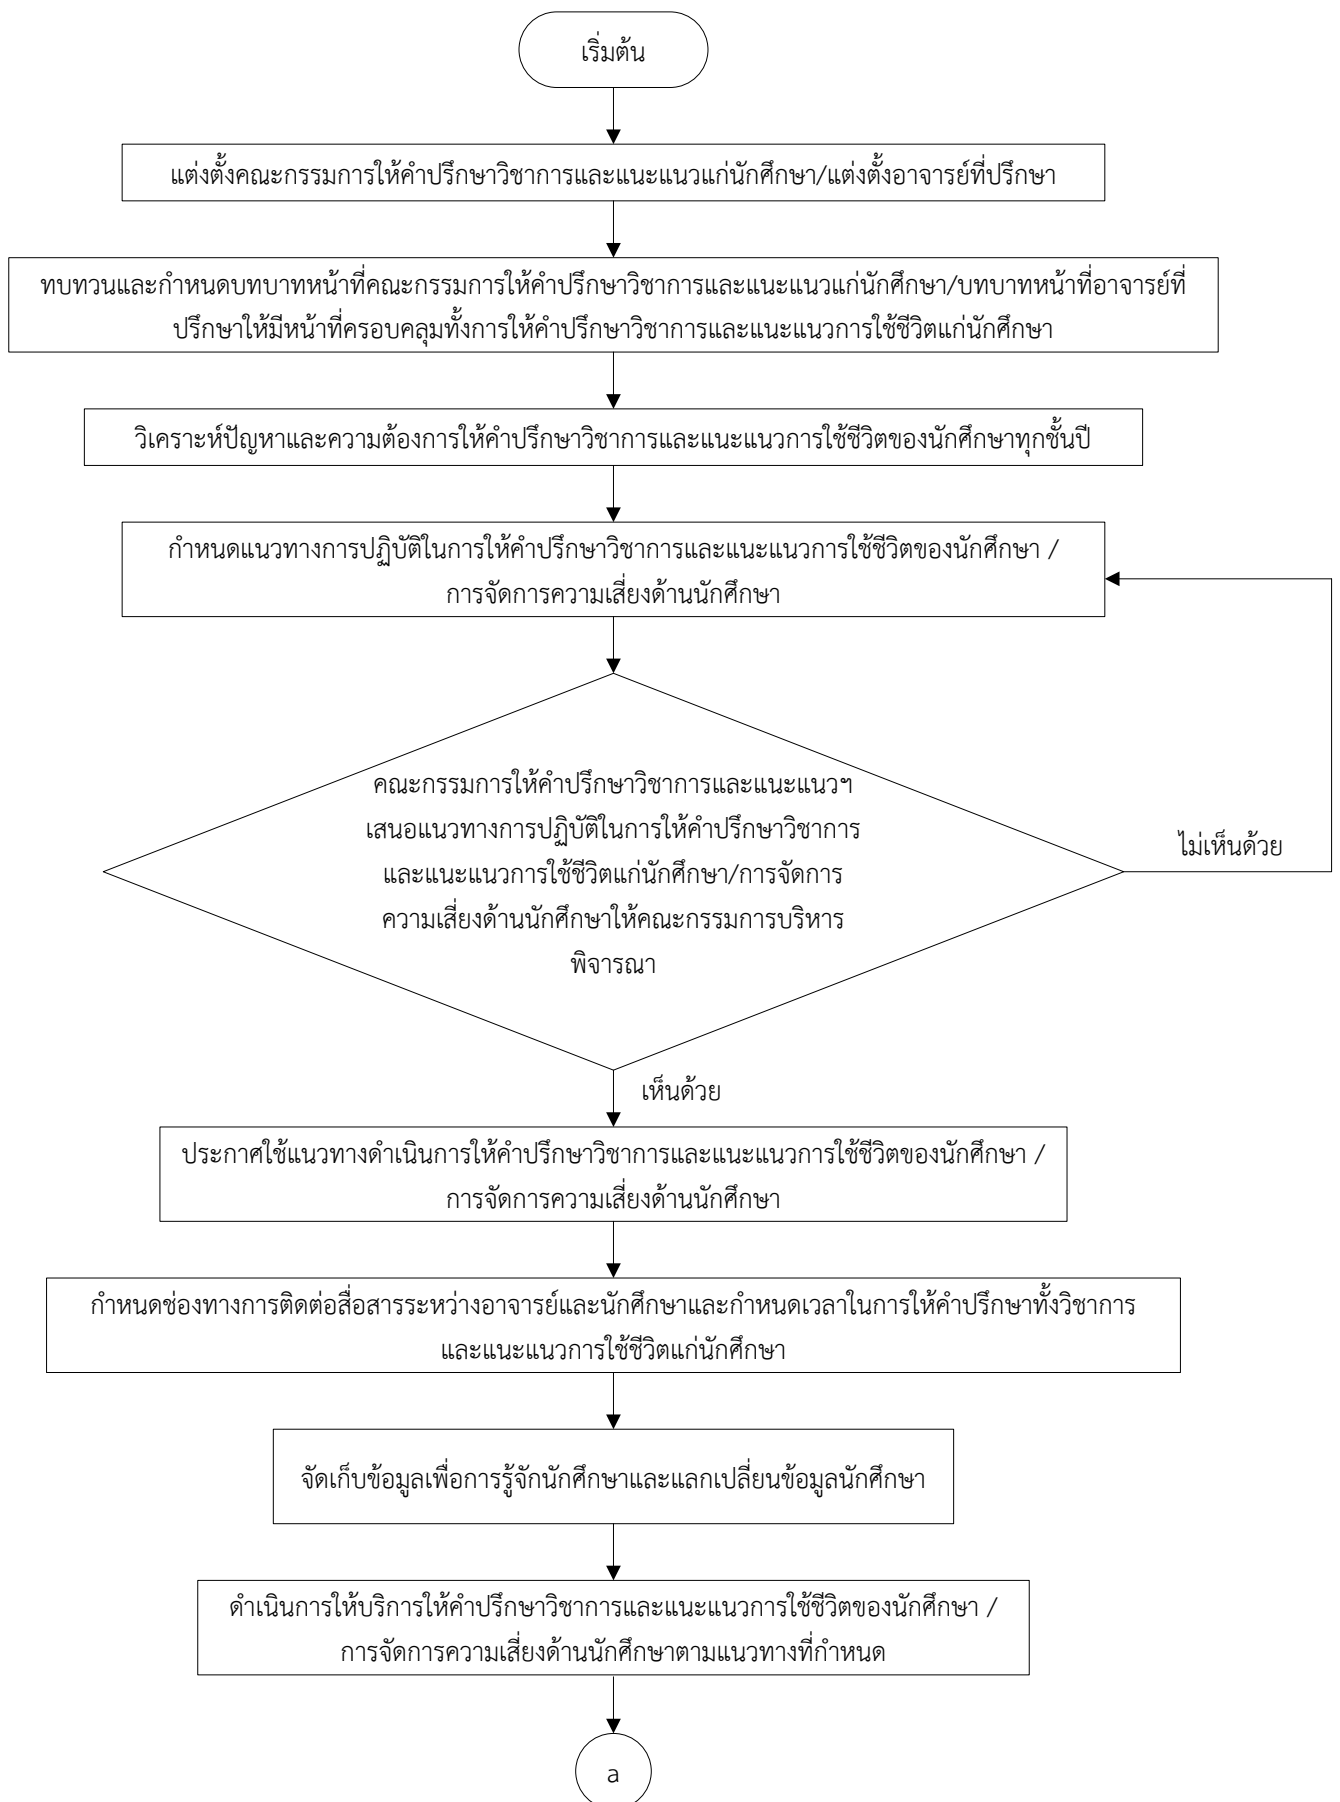 เริ่มต้น
แต่งตั้งคณะกรรมการให้คำปรึกษาวิชาการและแนะแนวแก่นักศึกษา/แต่งตั้งอาจารย์ที่ปรึกษา
ทบทวนและกำหนดบทบาทหน้าที่คณะกรรมการให้คำปรึกษาวิชาการและแนะแนวแก่นักศึกษา/บทบาทหน้าที่อาจารย์ที่
ปรึกษาให้มีหน้าที่ครอบคลุมทั้งการให้คำปรึกษาวิชาการและแนะแนวการใช้ชีวิตแก่นักศึกษา
วิเคราะห์ปัญหาและความต้องการให้คำปรึกษาวิชาการและแนะแนวการใช้ชีวิตของนักศึกษาทุกชั้นปี
กำหนดแนวทางการปฏิบัติในการให้คำปรึกษาวิชาการและแนะแนวการใช้ชีวิตของนักศึกษา /
การจัดการความเสี่ยงด้านนักศึกษา
คณะกรรมการให้คำปรึกษาวิชาการและแนะแนวฯ
เสนอแนวทางการปฏิบัติในการให้คำปรึกษาวิชาการ
และแนะแนวการใช้ชีวิตแก่นักศึกษา/การจัดการ
ความเสี่ยงด้านนักศึกษาให้คณะกรรมการบริหาร
พิจารณา
ไม่เห็นด้วย
เห็นด้วย
ประกาศใช้แนวทางดำเนินการให้คำปรึกษาวิชาการและแนะแนวการใช้ชีวิตของนักศึกษา /
การจัดการความเสี่ยงด้านนักศึกษา
กำหนดช่องทางการติดต่อสื่อสารระหว่างอาจารย์และนักศึกษาและกำหนดเวลาในการให้คำปรึกษาทั้งวิชาการ
และแนะแนวการใช้ชีวิตแก่นักศึกษา
จัดเก็บข้อมูลเพื่อการรู้จักนักศึกษาและแลกเปลี่ยนข้อมูลนักศึกษา
ดำเนินการให้บริการให้คำปรึกษาวิชาการและแนะแนวการใช้ชีวิตของนักศึกษา /
การจัดการความเสี่ยงด้านนักศึกษาตามแนวทางที่กำหนด
a